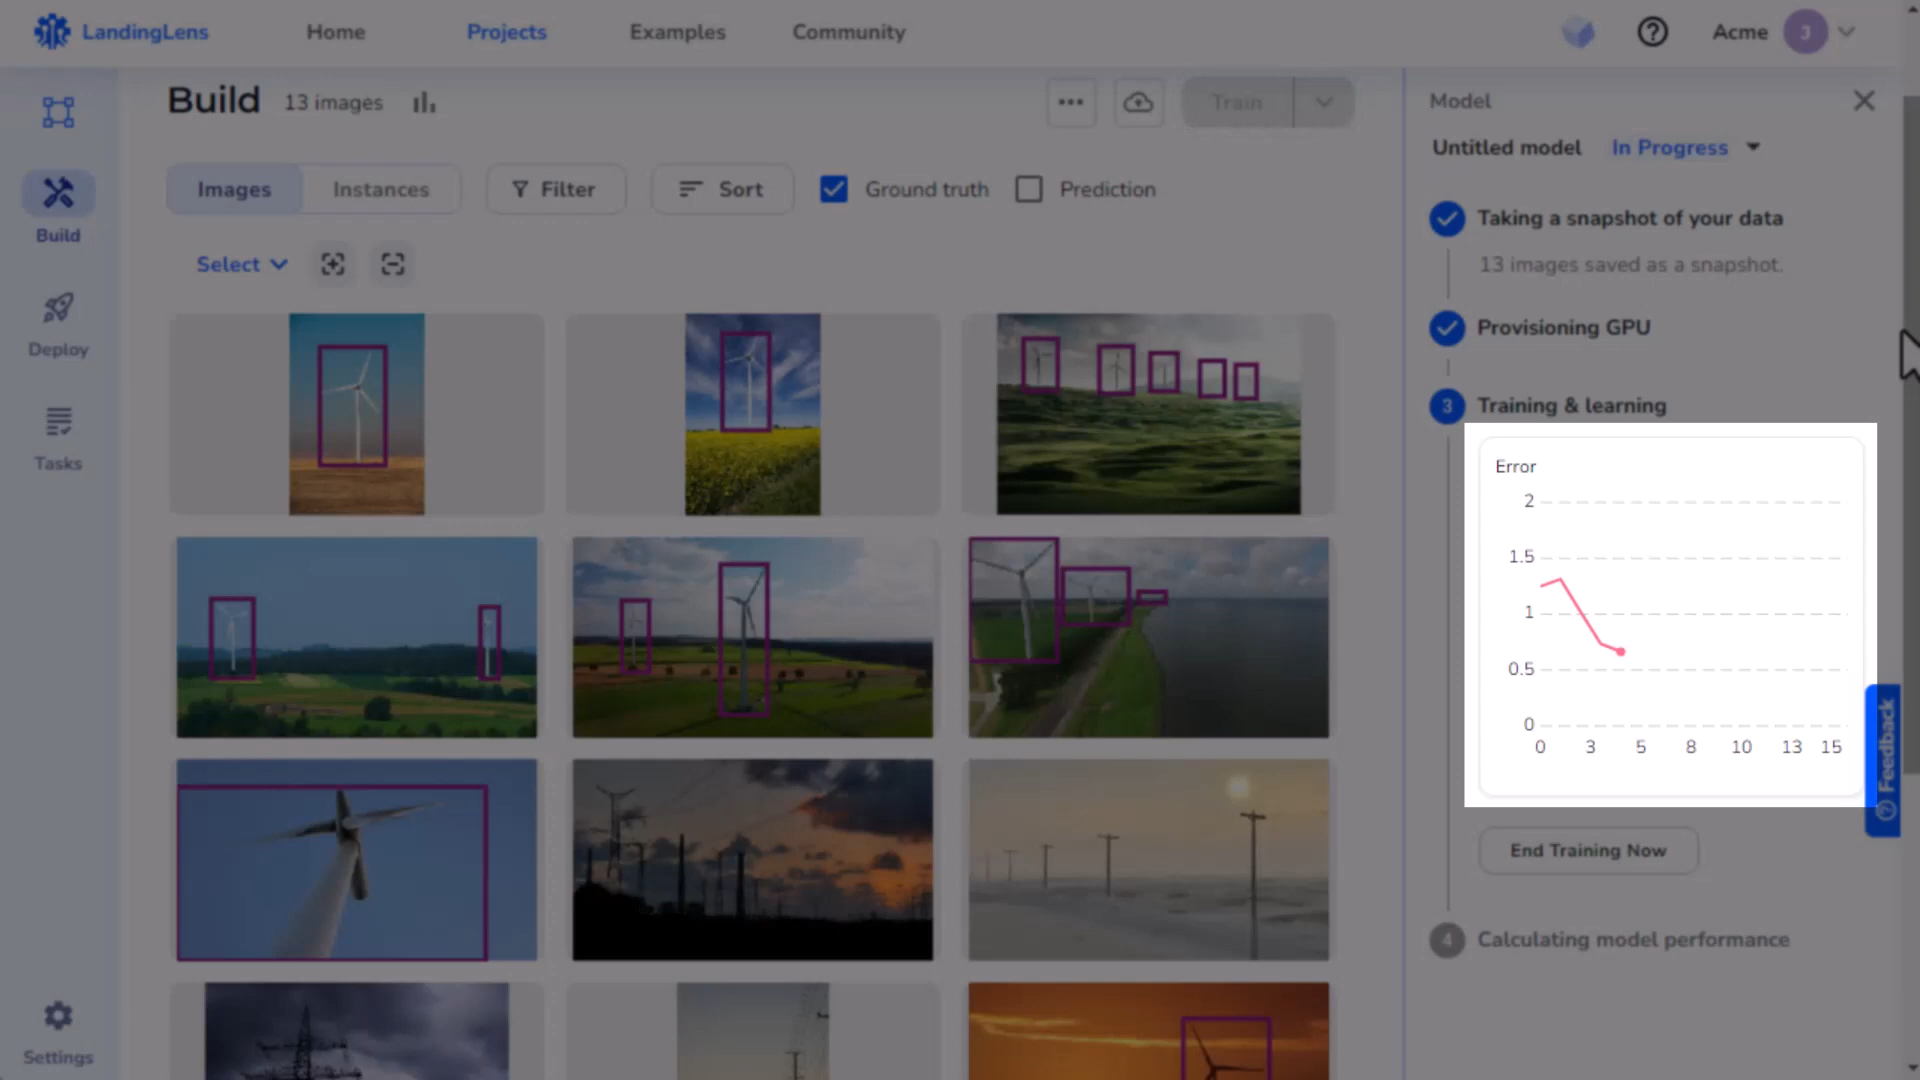 LandingLens
Home
Projects
Examples
Community
Acme
J
Build
13 images
Train
Model
Untitled model
In Progress
Images
Instances
Filter
Sort
Ground truth
Prediction
Select
Build
Deploy
Tasks
Settings
Taking a snapshot of your data
13 images saved as a snapshot.
Provisioning GPU
3
Training & learning
Error
2
1.5
1
0.5
0
0 3 5 8 10 13 15
Feedback
End Training Now
4
Calculating model performance